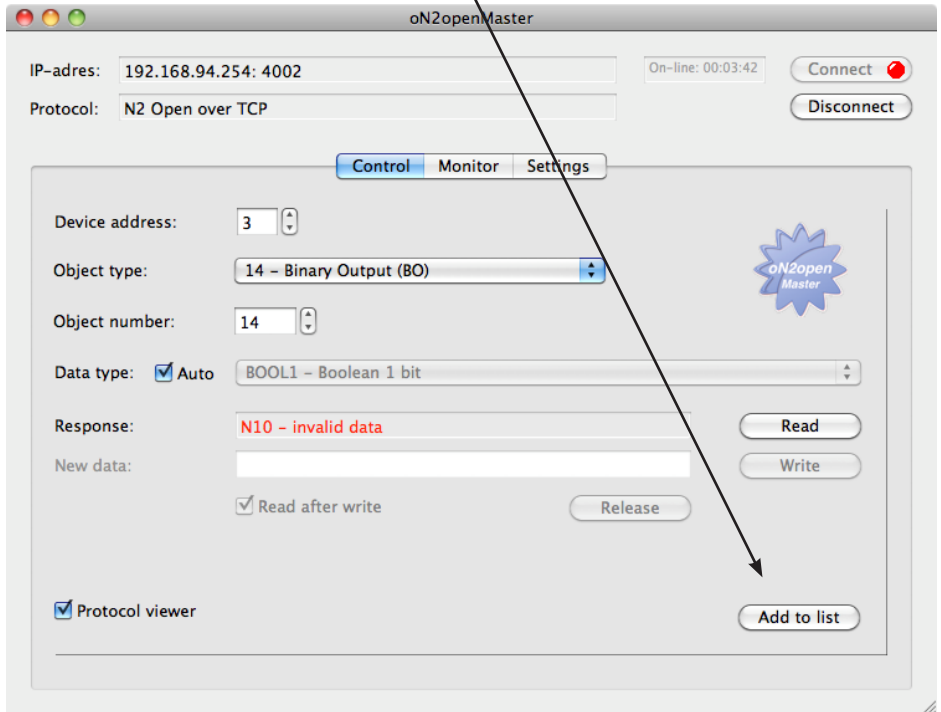 oN2openMaster
IP-adres: 192.168.94.254: 4002 On-line: 00:03:42 Connect
Protocol: N2 Open over TCP Disconnect
Control Monitor Settings
Device address: 3
Object type: 14 – Binary Output (BO)
oN2open
Master
Object number: 14
Data type: Auto BOOL1 – Boolean 1 bit
Response: N10 – invalid data Read
New data: Write
Read after write Release
Protocol viewer Add to list